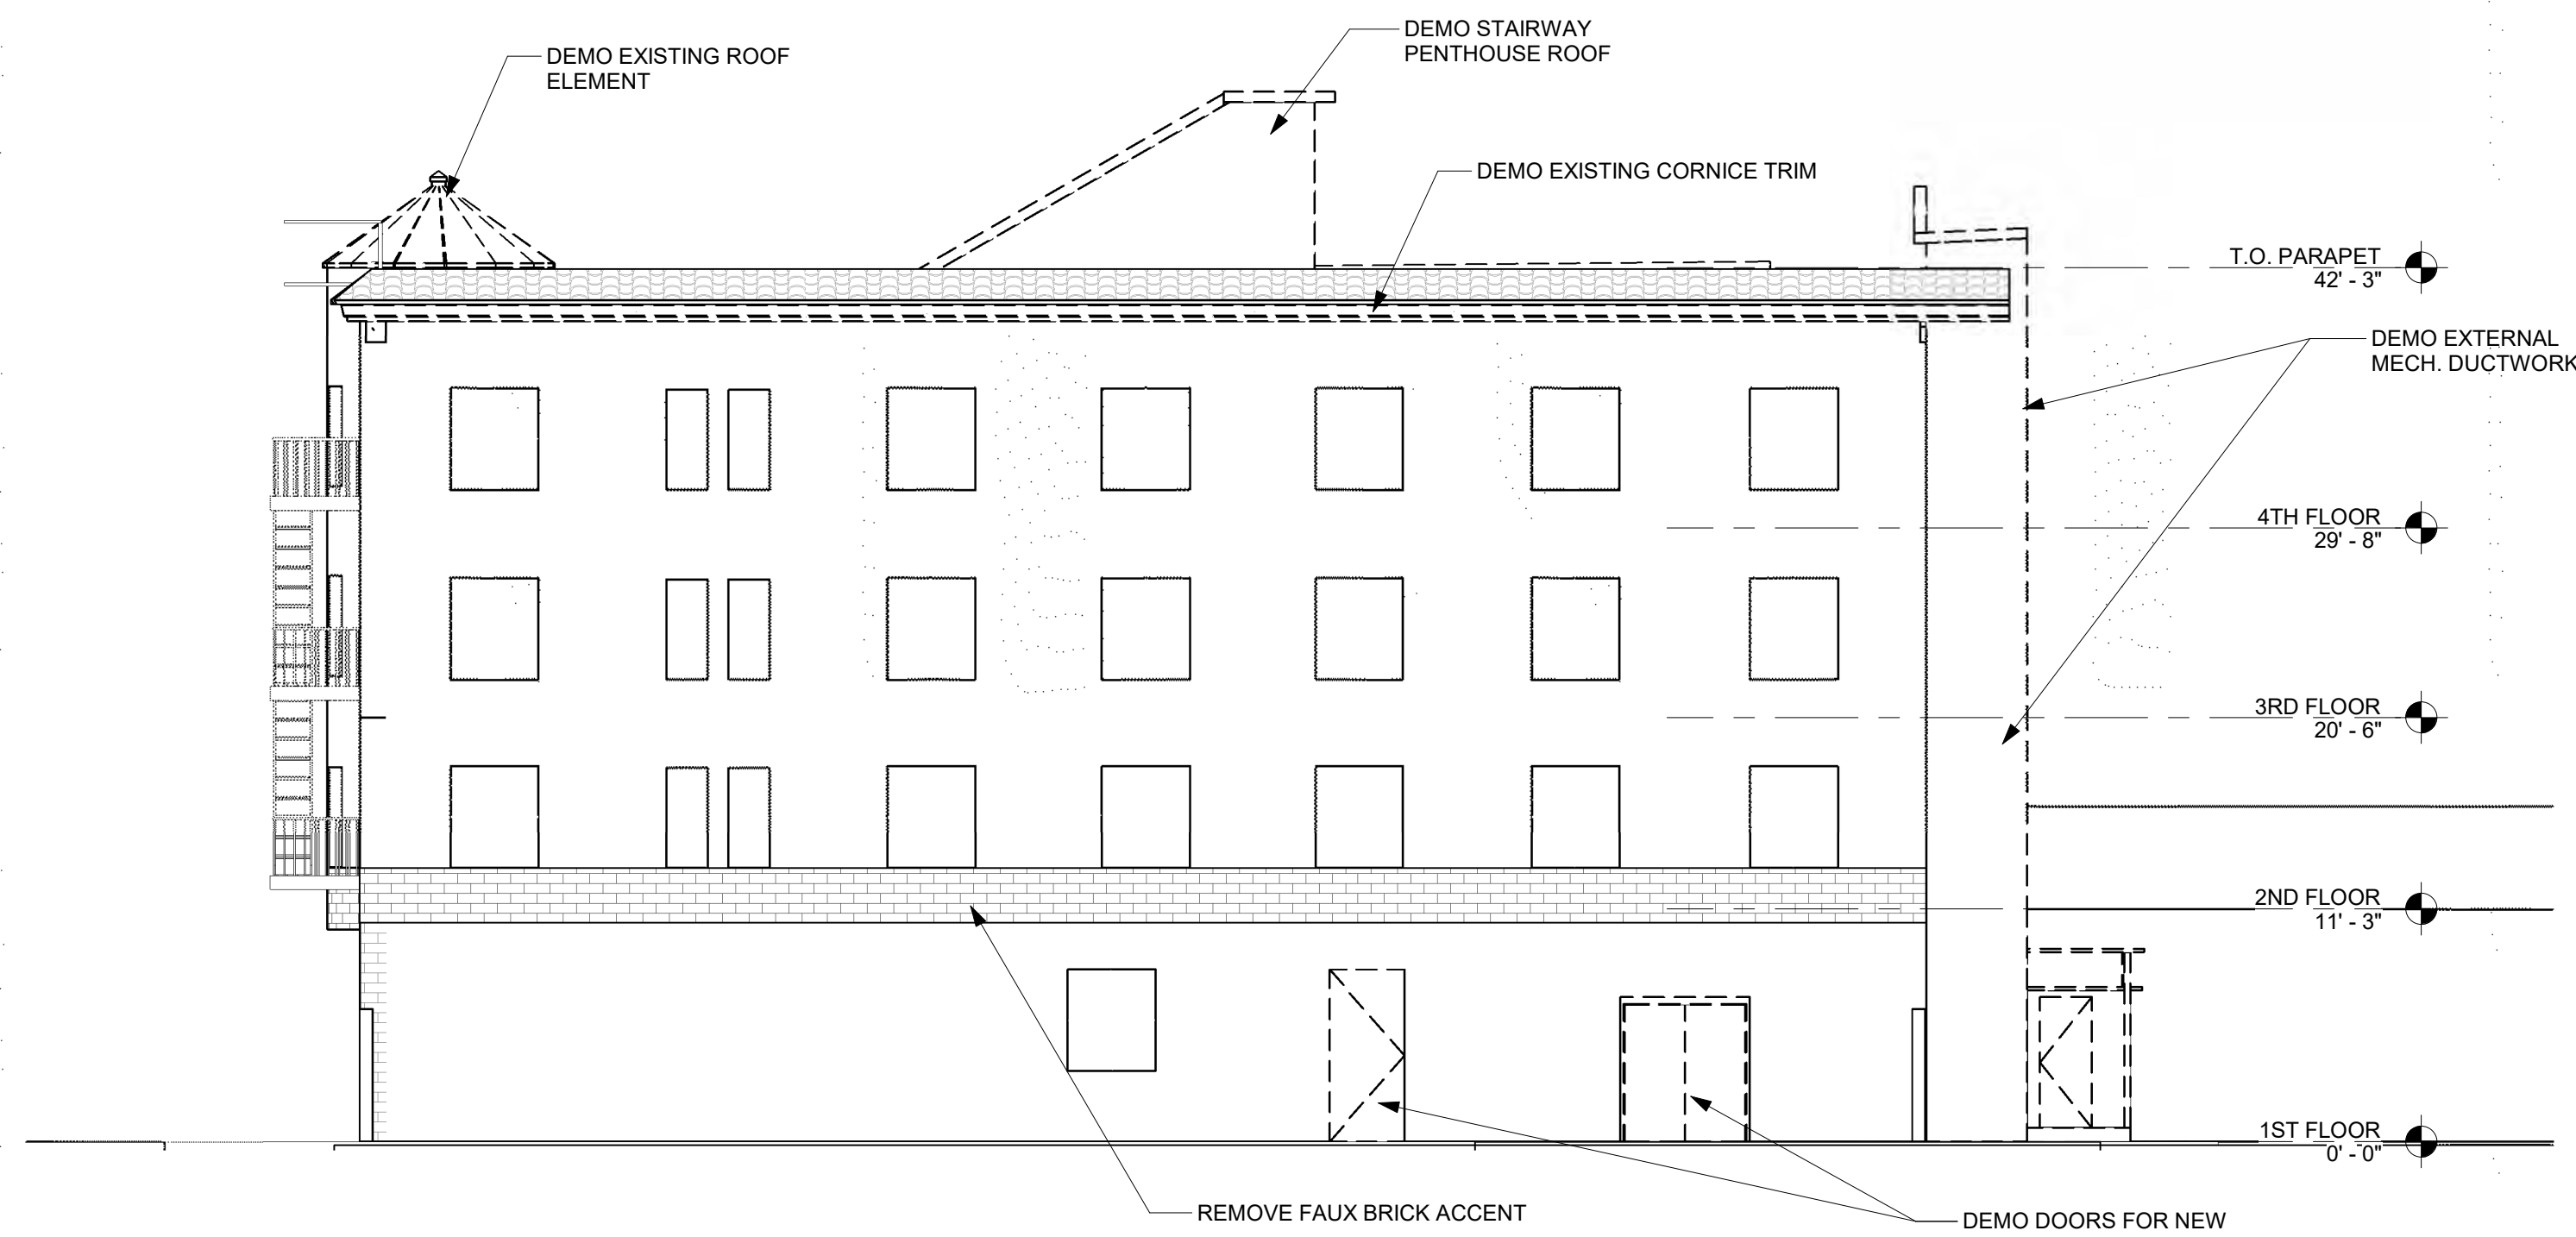 DEMO STAIRWAY
PENTHOUSE ROOF
DEMO EXISTING ROOF
ELEMENT
DEMO EXISTING CORNICE TRIM
T.O. PARAPET
42' - 3"
DEMO EXTERNAL
MECH. DUCTWORK
4TH FLOOR
29' - 8"
3RD FLOOR
20' - 6"
2ND FLOOR
11' - 3"
1ST FLOOR
0' - 0"
REMOVE FAUX BRICK ACCENT
DEMO DOORS FOR NEW